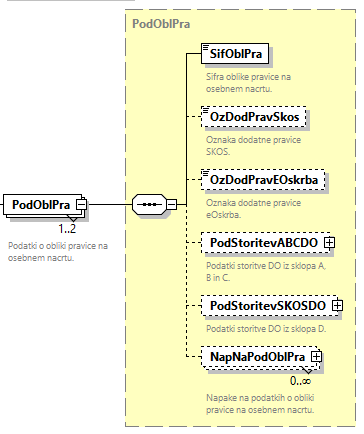 PodOblPra
SifOblPra
Sifra oblike pravice na
osebnem nacrtu.
OzDodPravSkos
Oznaka dodatne pravice
SKOS.
OzDodPravEOskrba
Oznaka dodatne pravice
eOskrba.
PodOblPra
1..2
Podatki o obliki pravice na
osebnem nacrtu.
PodStoritevABCDO
Podatki storitve DO iz sklopa A,
B in C.
PodStoritevSKOSDO
Podatki storitve DO iz sklopa D.
NapNaPodOblPra
0..∞
Napake na podatkih o obliki
pravice na osebnem nacrtu.